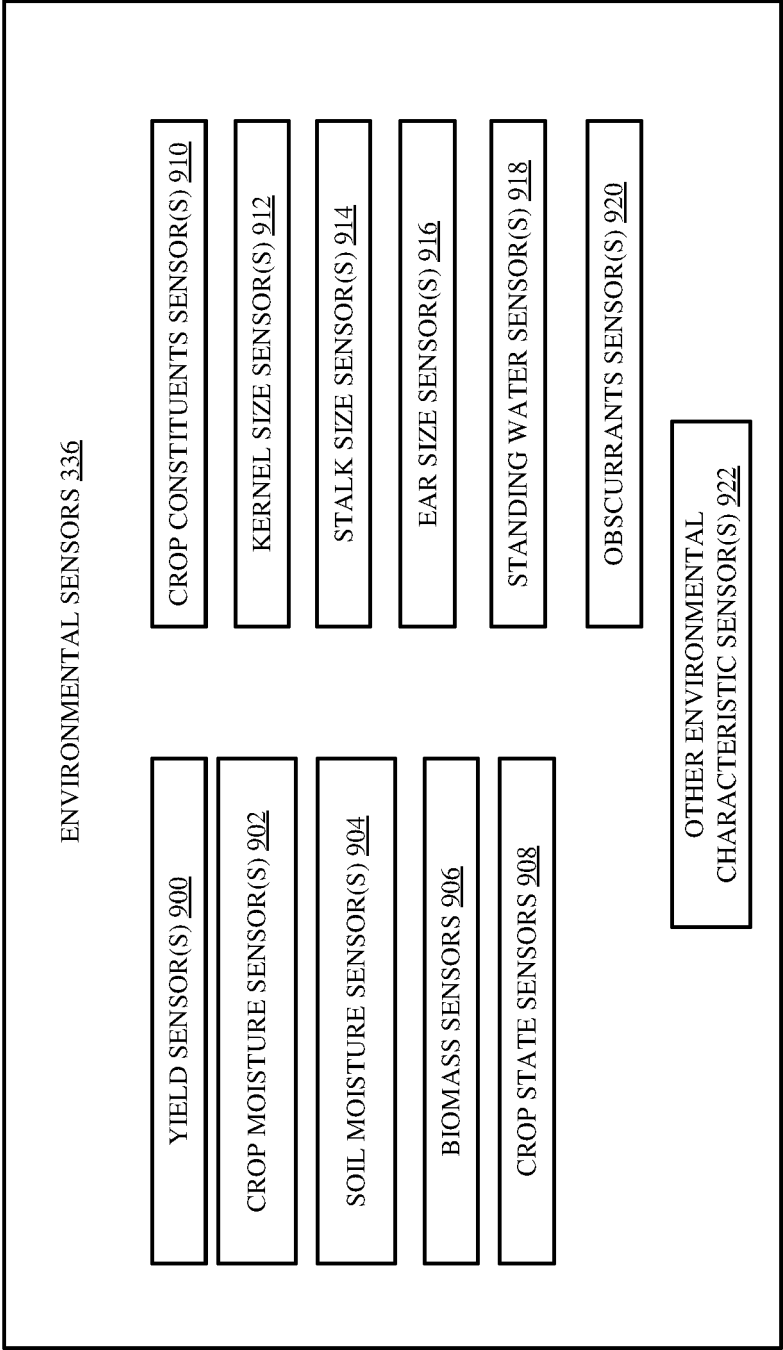 ENVIRONMENTAL SENSORS 336
YIELD SENSOR(S) 900
CROP MOISTURE SENSOR(S) 902
SOIL MOISTURE SENSOR(S) 904
BIOMASS SENSORS 906
CROP STATE SENSORS 908
CROP CONSTITUENTS SENSOR(S) 910
KERNEL SIZE SENSOR(S) 912
STALK SIZE SENSOR(S) 914
EAR SIZE SENSOR(S) 916
STANDING WATER SENSOR(S) 918
OBSCURRANTS SENSOR(S) 920
OTHER ENVIRONMENTAL
CHARACTERISTIC SENSOR(S) 922